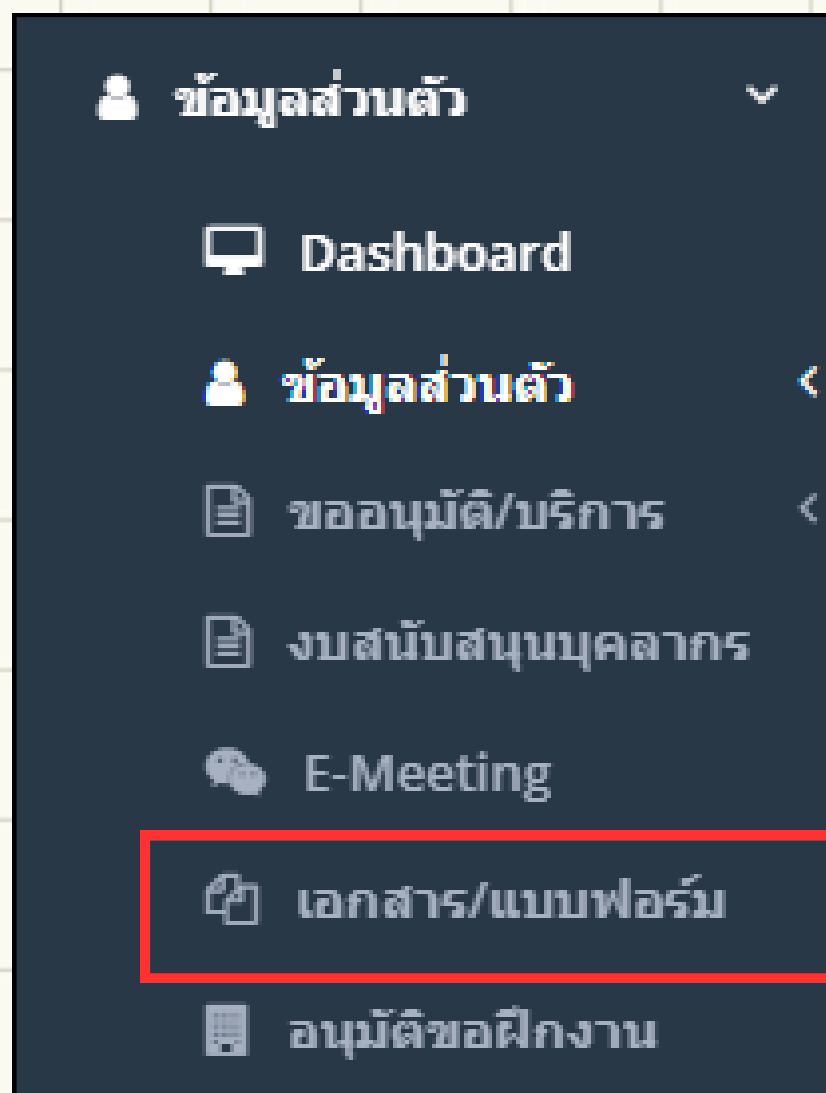 ข้อมูลส่วนตัว
Dashboard
ข้อมูลส่วนตัว
ขออนุมัติ/บริการ
งบสนับสนุนบุคลากร
E-Meeting
เอกสาร/แบบฟอร์ม
อนุมัติขอฝึกงาน